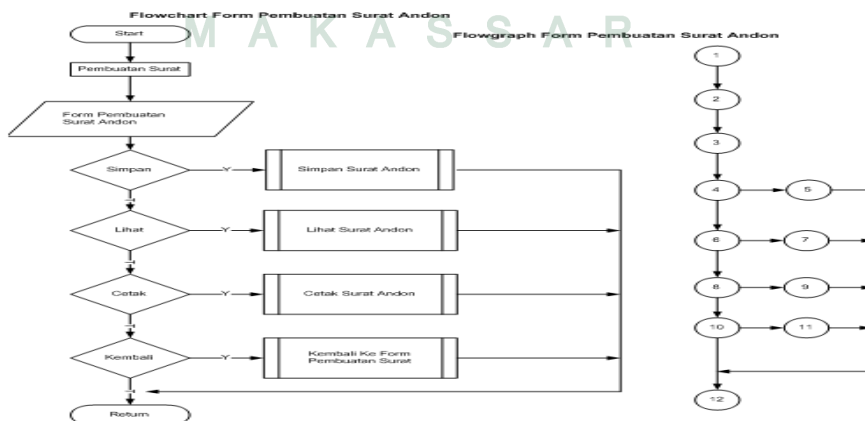 Flowchart Form Pembuatan Surat Andon
MAKASSAR
Flowgraph Form Pembuatan Surat Andon
Start
Pembuatan Surat
Form Pembuatan
Surat Andon
Simpan
Y
Simpan Surat Andon
T
Lihat
Y
Lihat Surat Andon
T
Cetak
Y
Cetak Surat Andon
T
Kembali
Y
Kembali Ke Form
Pembuatan Surat
T
Return
1
2
3
4
5
6
7
8
9
10
11
12